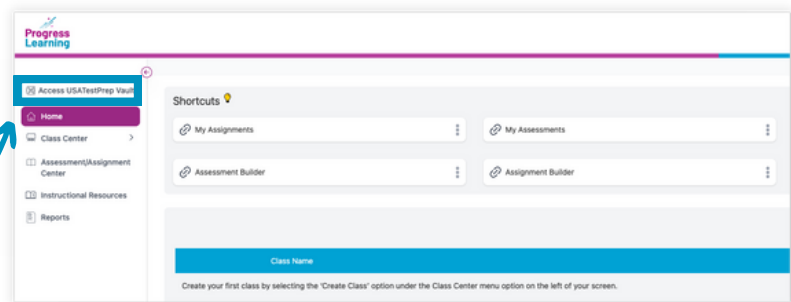 Progress
Learning
Access USATestPrep Vault
Home
Class Center
Assessment/Assignment
Center
Instructional Resources
Reports
Shortcuts
My Assignments
My Assessments
Assessment Builder
Assignment Builder
Class Name
Create your first class by selecting the 'Create Class' option under the Class Center menu option on the left of your screen.